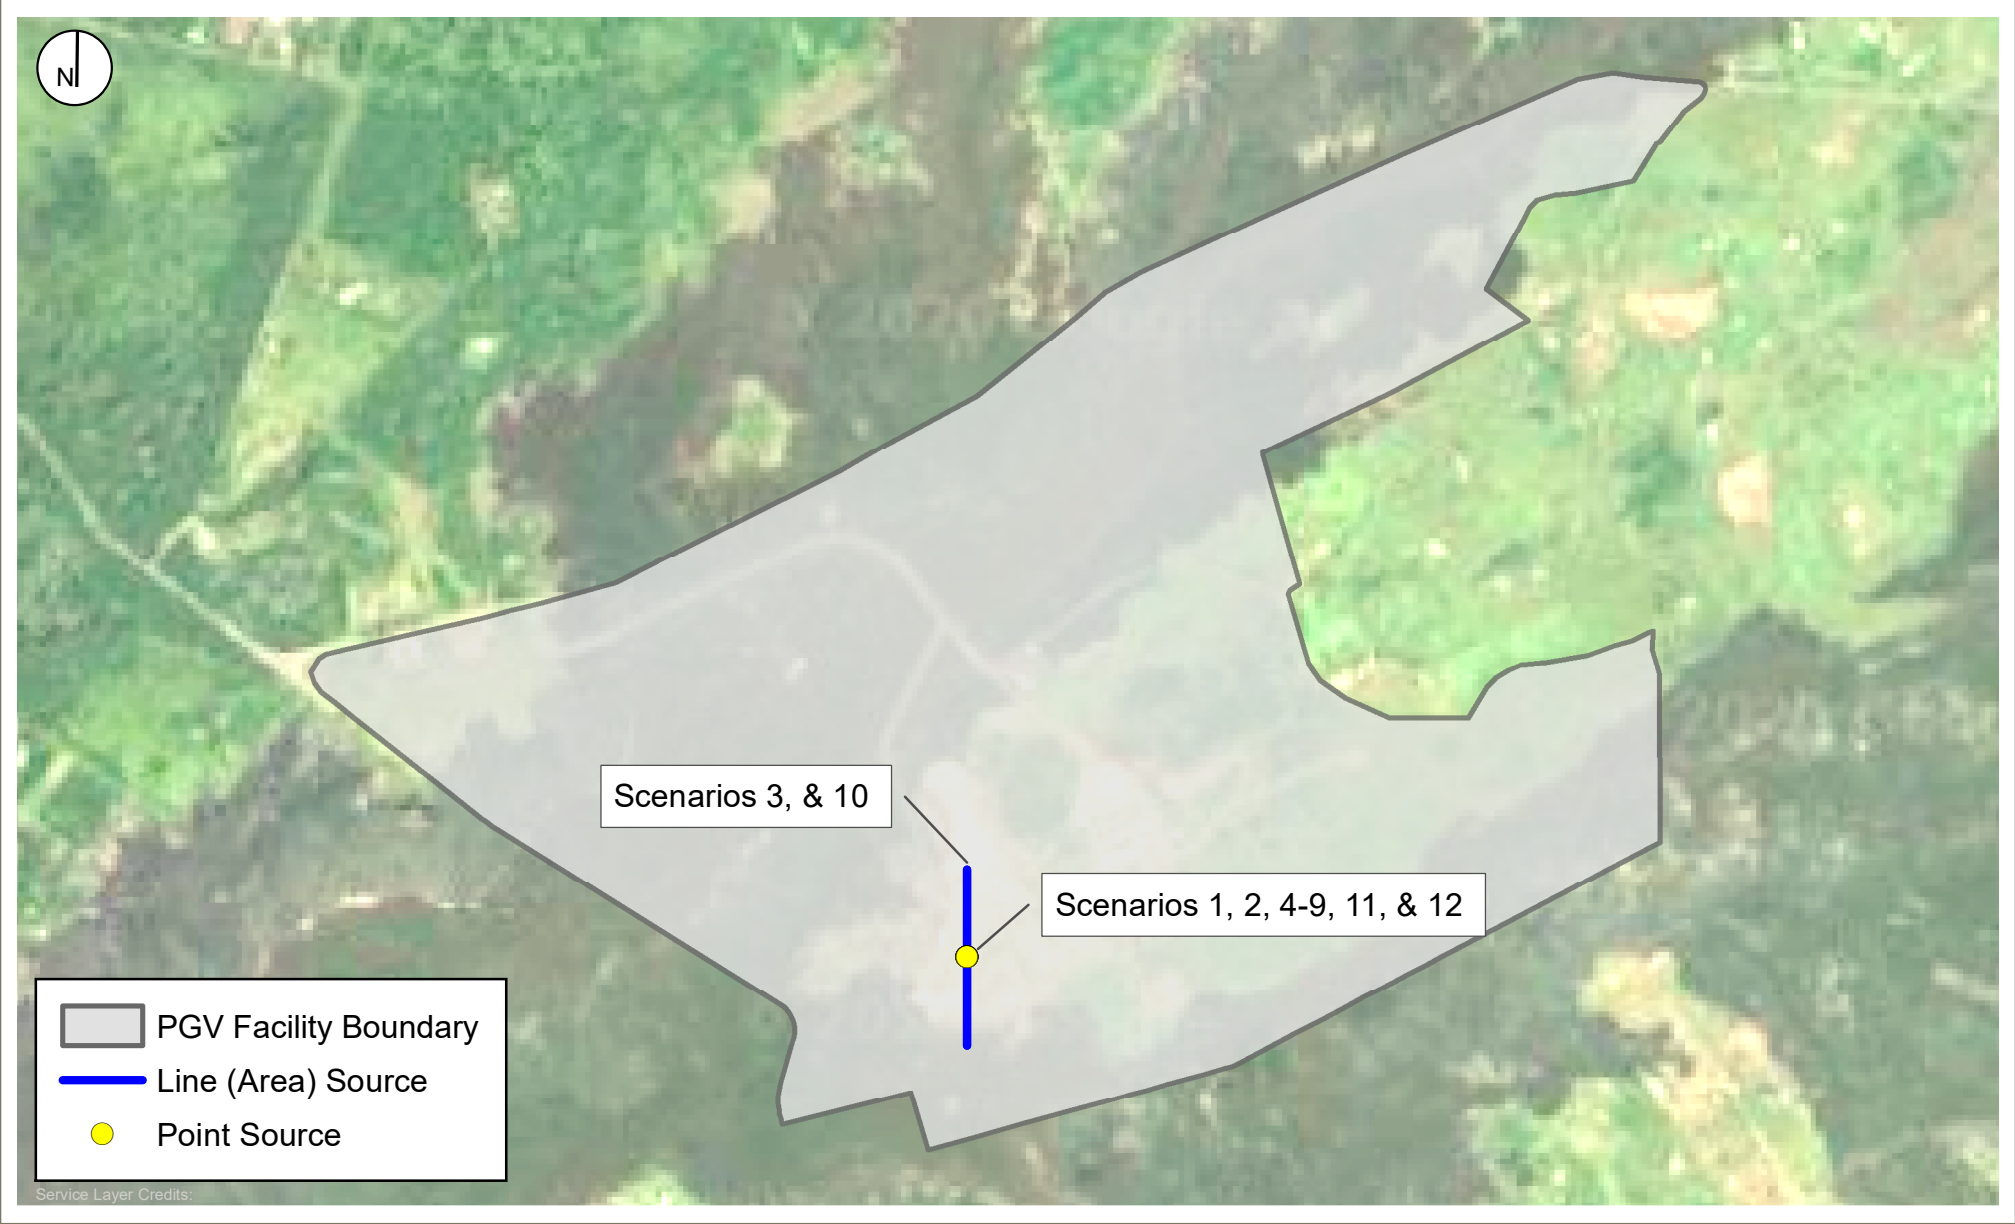 N
Scenarios 3, & 10
Scenarios 1, 2, 4-9, 11, & 12
PGV Facility Boundary
Line (Area) Source
Point Source
Service Layer Credits: